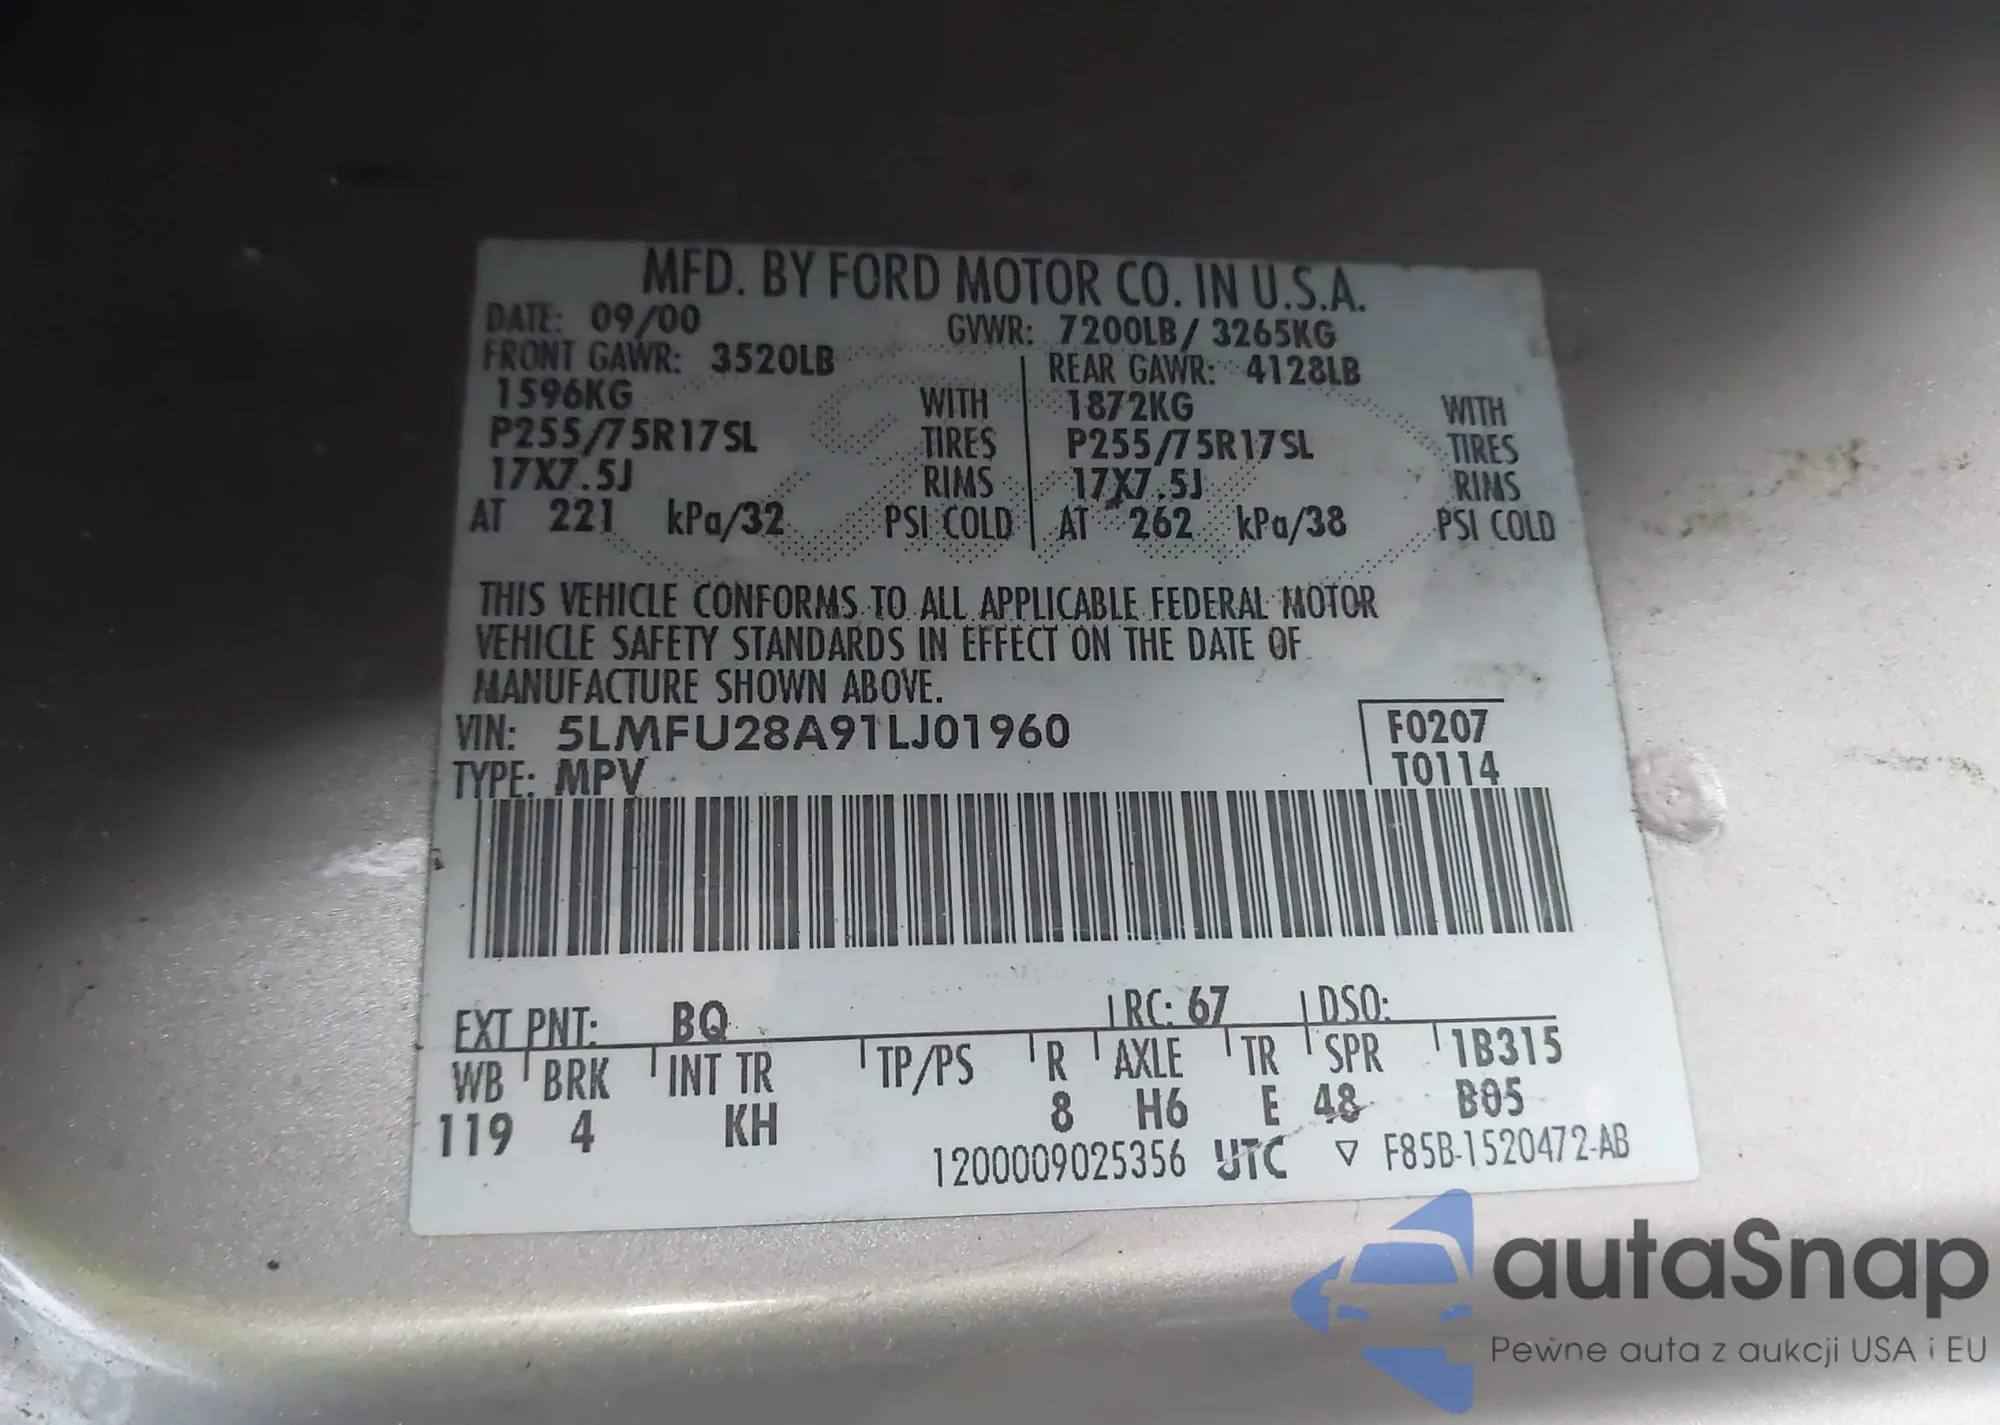 MFD. BY FORD MOTOR CO. IN U.S.A.
DATE: 09/00 GVWR: 7200LB/ 3265KG
FRONT GAWR: 3520LB REAR GAWR: 4128LB
1596KG WITH 1872KG WITH
P255/75R17SL TIRES P255/75R17SL TIRES
17X7.5J RIMS 17X7.5J RIMS
AT 221 kPa/32 PSI COLD AT 262 kPa/38 PSI COLD
THIS VEHICLE CONFORMS TO ALL APPLICABLE FEDERAL MOTOR
VEHICLE SAFETY STANDARDS IN EFFECT ON THE DATE OF
MANUFACTURE SHOWN ABOVE.
VIN: 5LMFU28A91LJ01960 F0207
TYPE: MPV T0114
EXT PNT: BQ RC: 67 DSO:
WB BRK INT TR TP/PS R AXLE TR SPR 1B315
119 4 KH 8 H6 E 48 B05
1200009025356 UTC ▽ F85B-1520472-AB
autaSnap
Pewne auta z aukcji USA i EU